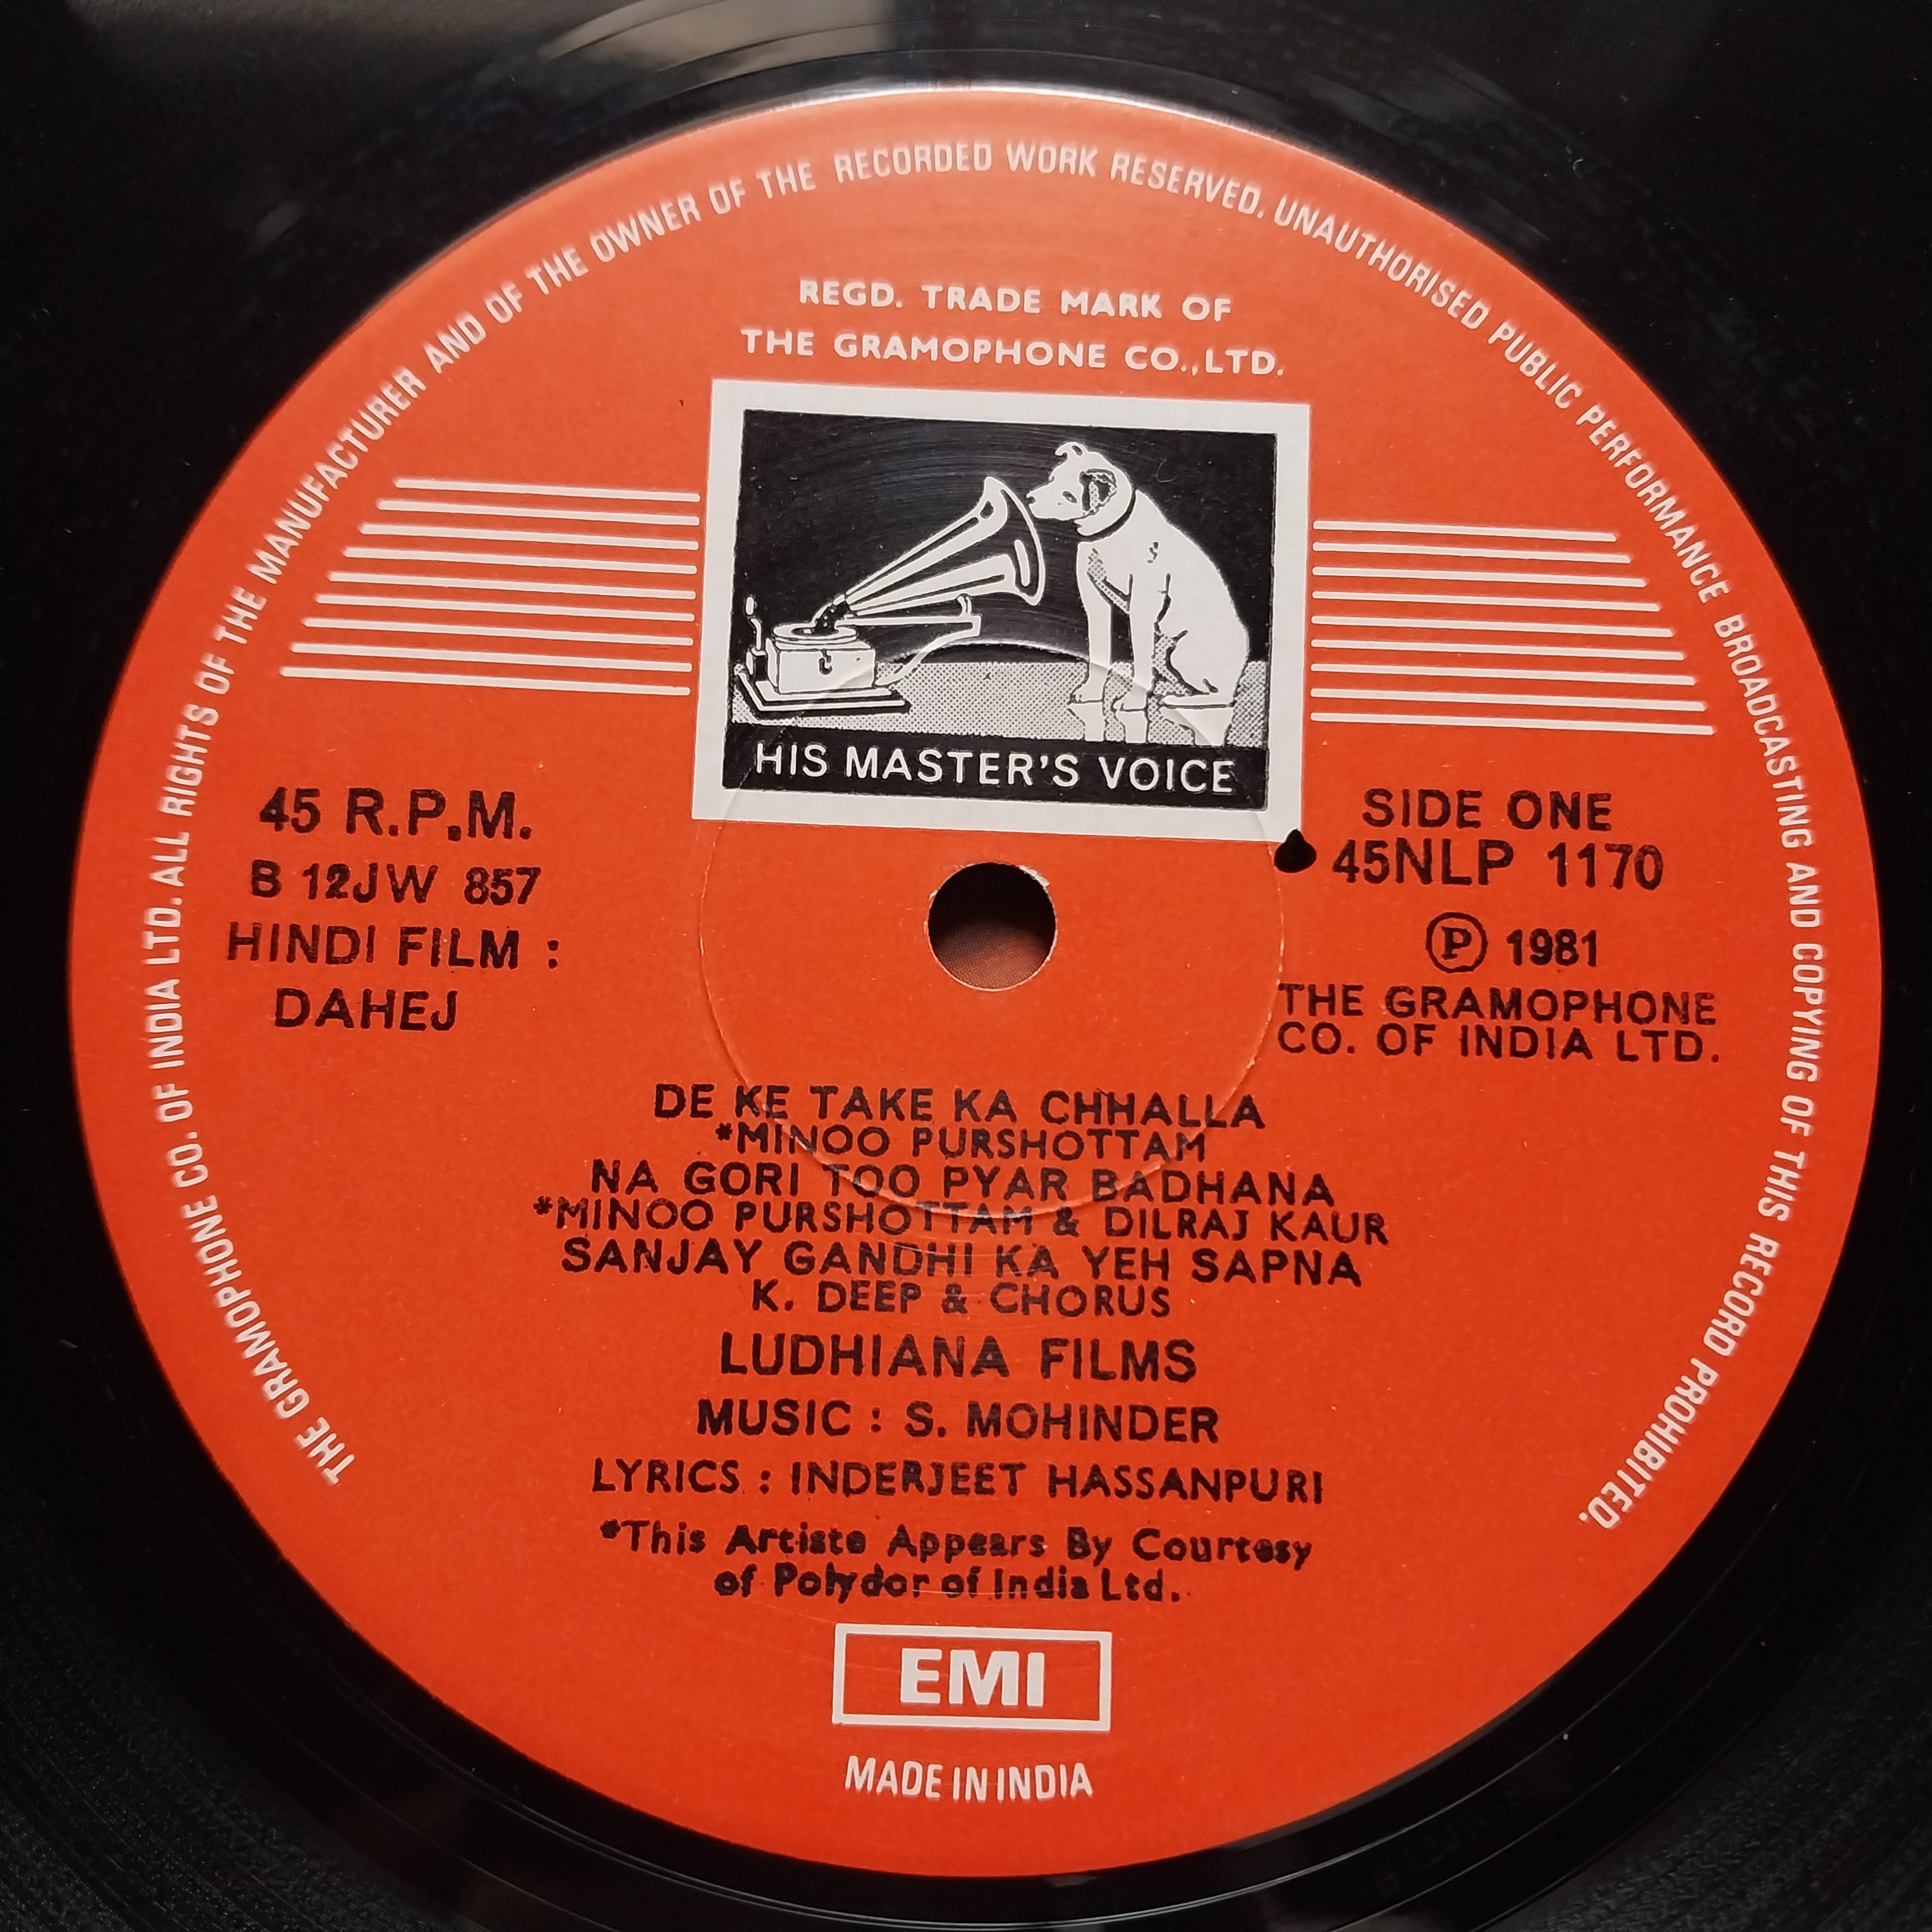 THE GRAMOPHONE CO. OF INDIA LTD. ALL RIGHTS OF THE MANUFACTURER AND OF THE OWNER OF THE RECORDED WORK RESERVED. UNAUTHORISED PUBLIC PERFORMANCE BROADCASTING AND COPYING OF THIS RECORD PROHIBITED.
REGD. TRADE MARK OF
THE GRAMOPHONE CO., LTD.
HIS MASTER'S VOICE
45 R.P.M.
B 12JW 857
HINDI FILM :
DAHEJ
SIDE ONE
45NLP 1170
Ⓟ 1981
THE GRAMOPHONE
CO. OF INDIA LTD.
DE KE TAKE KA CHHALLA
*MINOO PURSHOTTAM
NA GORI TOO PYAR BADHANA
*MINOO PURSHOTTAM & DILRAJ KAUR
SANJAY GANDHI KA YEH SAPNA
K. DEEP & CHORUS
LUDHIANA FILMS
MUSIC : S. MOHINDER
LYRICS : INDERJEET HASSANPURI
*This Artiste Appears By Courtesy
of Polydor of India Ltd.
EMI
MADE IN INDIA